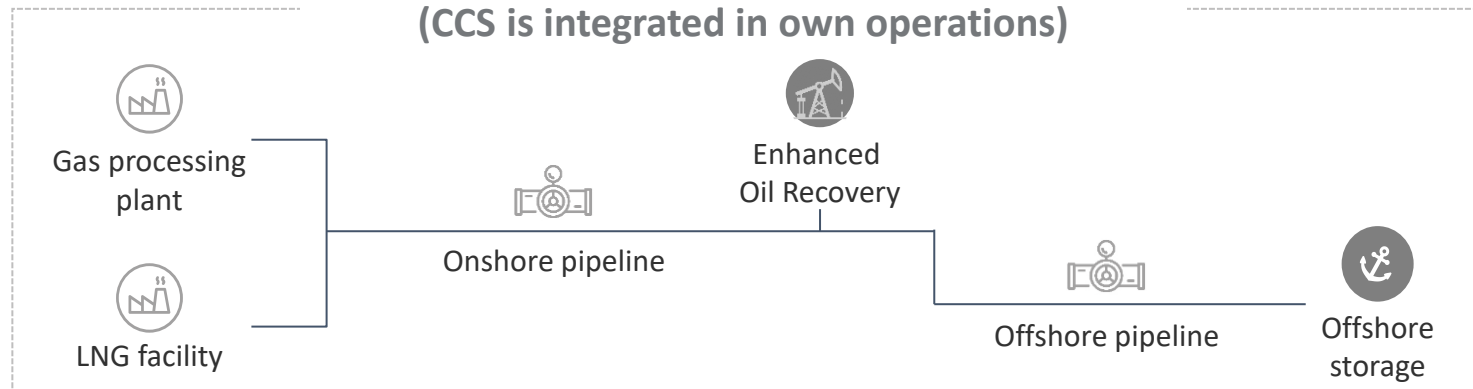 (CCS is integrated in own operations)
Gas processing
plant
Enhanced
Oil Recovery
Onshore pipeline
LNG facility
Offshore pipeline
Offshore
storage